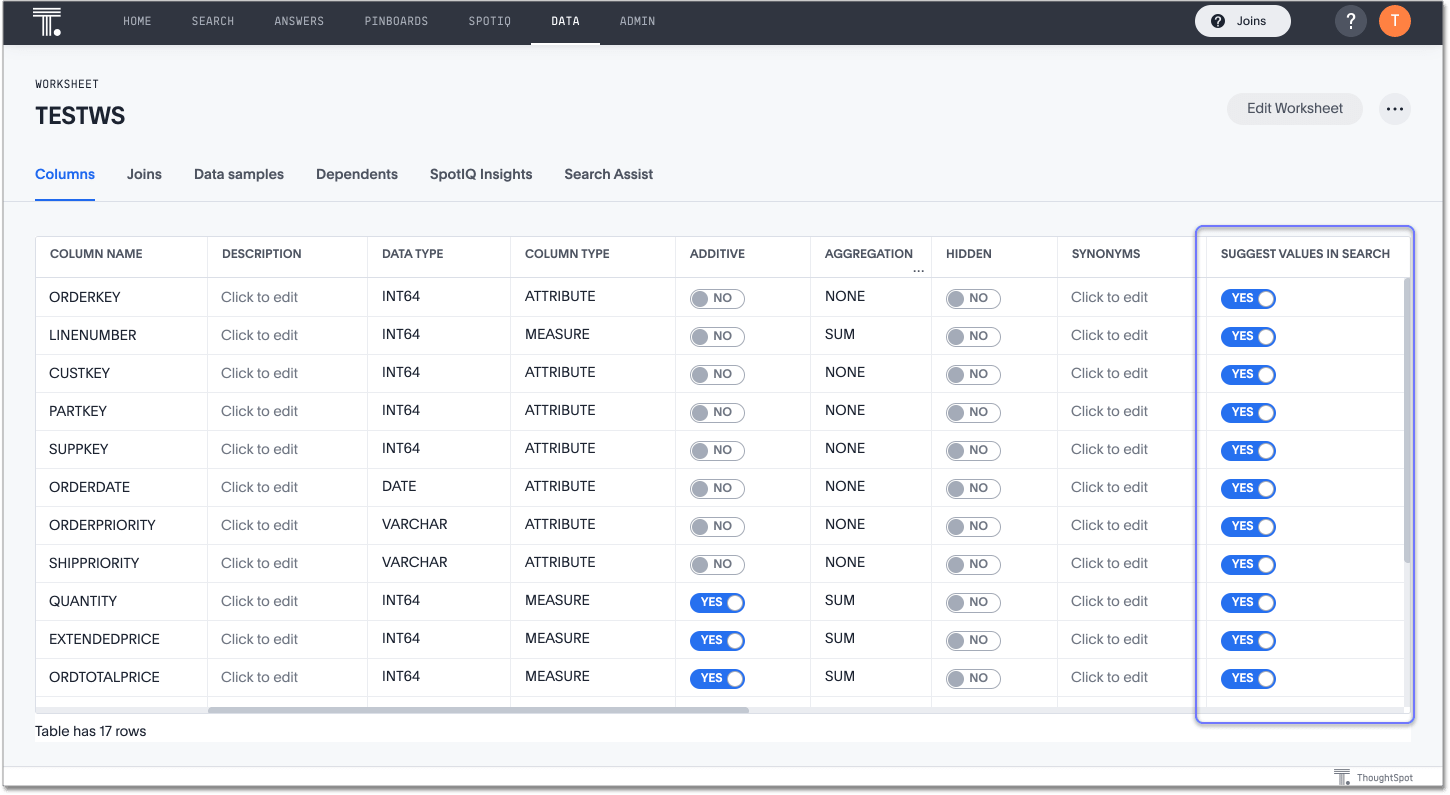 HOME SEARCH ANSWERS PINBOARDS SPOTIQ DATA ADMIN ? Joins ? T
WORKSHEET
TESTWS
Edit Worksheet ...
Columns Joins Data samples Dependents SpotIQ Insights Search Assist
COLUMN NAME DESCRIPTION DATA TYPE COLUMN TYPE ADDITIVE AGGREGATION ... HIDDEN SYNONYMS SUGGEST VALUES IN SEARCH
ORDERKEY Click to edit INT64 ATTRIBUTE NO NONE NO Click to edit YES
LINENUMBER Click to edit INT64 MEASURE NO SUM NO Click to edit YES
CUSTKEY Click to edit INT64 ATTRIBUTE NO NONE NO Click to edit YES
PARTKEY Click to edit INT64 ATTRIBUTE NO NONE NO Click to edit YES
SUPPKEY Click to edit INT64 ATTRIBUTE NO NONE NO Click to edit YES
ORDERDATE Click to edit DATE ATTRIBUTE NO NONE NO Click to edit YES
ORDERPRIORITY Click to edit VARCHAR ATTRIBUTE NO NONE NO Click to edit YES
SHIPPRIORITY Click to edit VARCHAR ATTRIBUTE NO NONE NO Click to edit YES
QUANTITY Click to edit INT64 MEASURE YES SUM NO Click to edit YES
EXTENDEDPRICE Click to edit INT64 MEASURE YES SUM NO Click to edit YES
ORDTOTALPRICE Click to edit INT64 MEASURE YES SUM NO Click to edit YES
Table has 17 rows
ThoughtSpot